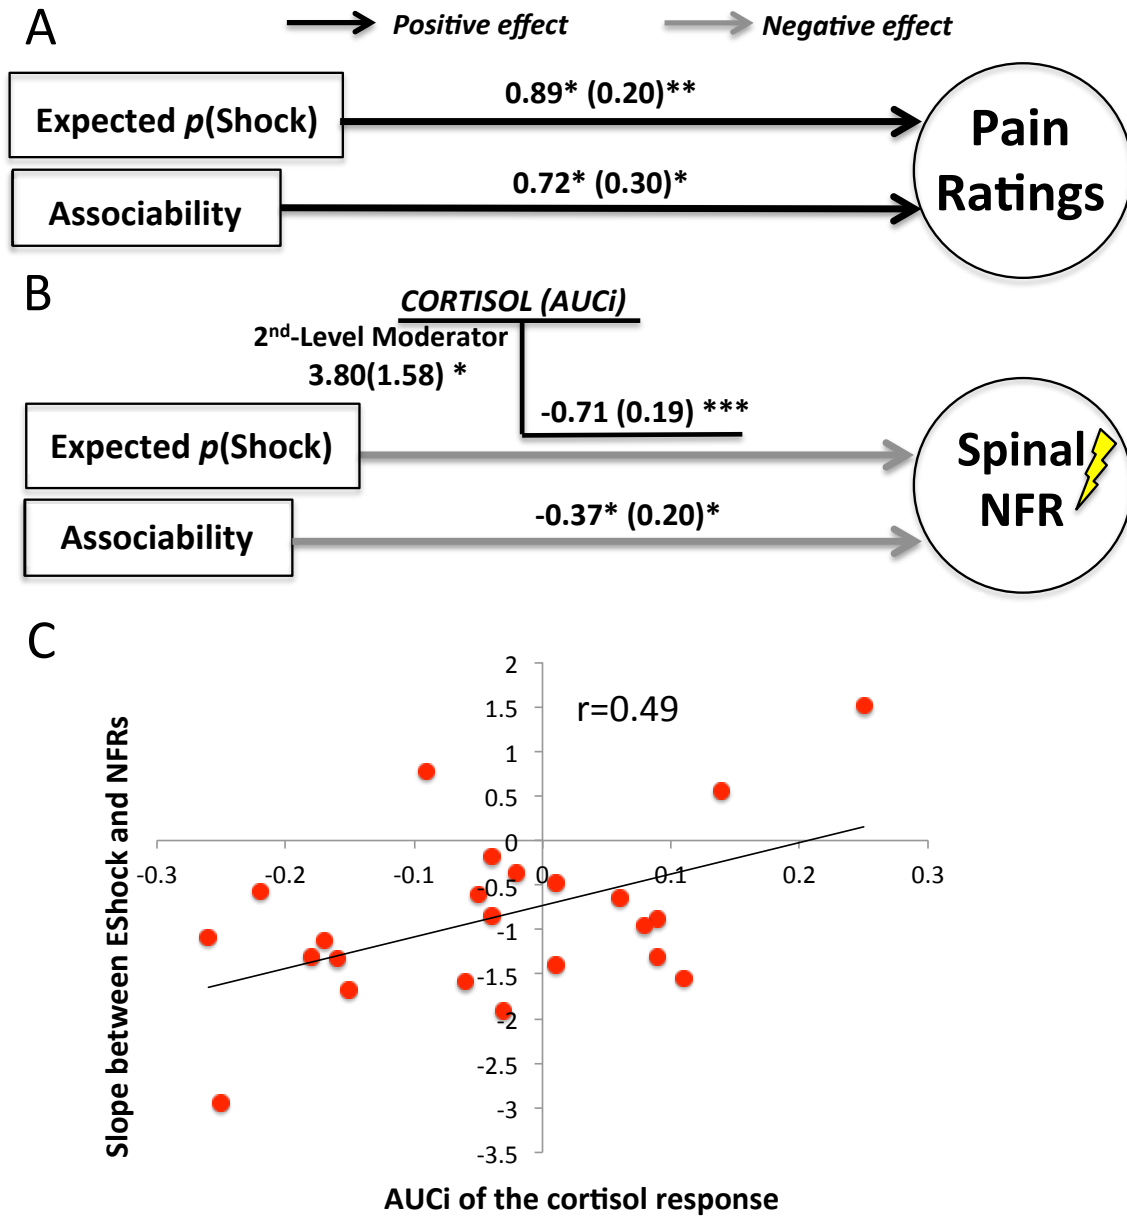 A
Positive effect
Negative effect
0.89* (0.20)**
Expected p(Shock)
0.72* (0.30)*
Associability
Pain
Ratings
B
CORTISOL (AUCi)
2nd-Level Moderator
3.80(1.58) *
-0.71 (0.19) ***
Expected p(Shock)
-0.37* (0.20)*
Associability
Spinal
NFR
C
r=0.49
2
1.5
1
0.5
0
-0.5
-1
-1.5
-2
-2.5
-3
-3.5
-0.3
-0.2
-0.1
0
0.1
0.2
0.3
Slope between EShock and NFRs
AUCi of the cortisol response